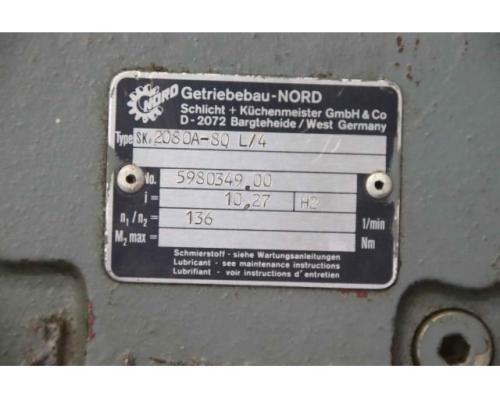 NORD
Getriebebau-NORD
Schlicht + Küchenmeister GmbH & Co
D - 2072 Bargteheide/West Germany
Type SK. 2080A-80 L/4
No. 5980349.00
i = 10,27 H2
n₁ / n₂ = 136 1/min
M₂ max = Nm
Schmierstoff - siehe Wartungsanleitungen
Lubricant - see maintenance instructions
Lubrifiant - voir instructions d'entretien